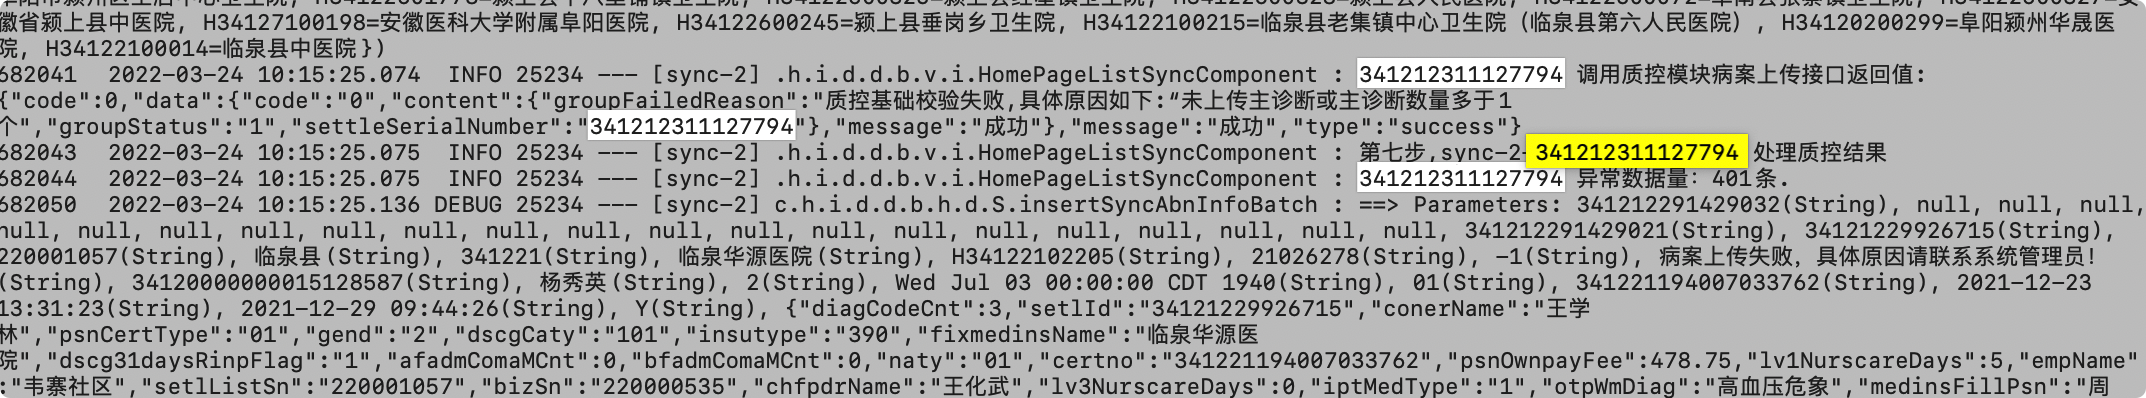 徽省颍上县中医院, H34127100198=安徽医科大学附属阜阳医院, H34122600245=颍上县垂岗乡卫生院, H34122100215=临泉县老集镇中心卫生院（临泉县第六人民医院）, H34120200299=阜阳颍州华晟医
院, H34122100014=临泉县中医院})
682041  2022-03-24 10:15:25.074  INFO 25234 --- [sync-2] .h.i.d.d.b.v.i.HomePageListSyncComponent : 341212311127794 调用质控模块病案上传接口返回值:
{"code":0,"data":{"code":"0","content":{"groupFailedReason":"质控基础校验失败,具体原因如下:“未上传主诊断或主诊断数量多于1
个","groupStatus":"1","settleSerialNumber":"341212311127794"},"message":"成功"},"message":"成功","type":"success"}
682043  2022-03-24 10:15:25.075  INFO 25234 --- [sync-2] .h.i.d.d.b.v.i.HomePageListSyncComponent : 第七步,sync-2-341212311127794 处理质控结果
682044  2022-03-24 10:15:25.075  INFO 25234 --- [sync-2] .h.i.d.d.b.v.i.HomePageListSyncComponent : 341212311127794 异常数据量: 401条.
682050  2022-03-24 10:15:25.136 DEBUG 25234 --- [sync-2] c.h.i.d.d.b.h.d.S.insertSyncAbnInfoBatch : ==> Parameters: 341212291429032(String), null, null, null,
null, null, null, null, null, null, null, null, null, null, null, null, null, null, null, null, null, 341212291429021(String), 341212299​26715(String),
220001057(String), 临泉县(String), 341221(String), 临泉华源医院(String), H34122102205(String), 21026278(String), -1(String), 病案上传失败，具体原因请联系系统管理员！
(String), 34120000000015128587(String), 杨秀英(String), 2(String), Wed Jul 03 00:00:00 CDT 1940(String), 01(String), 341221194007033762(String), 2021-12-23
13:31:23(String), 2021-12-29 09:44:26(String), Y(String), {"diagCodeCnt":3,"setlId":"34121229926715","conerName":"王学
林","psnCertType":"01","gend":"2","dscgCaty":"101","insutype":"390","fixmedinsName":"临泉华源医
院","dscg31daysRinpFlag":"1","afadmComaMCnt":0,"bfadmComaMCnt":0,"naty":"01","certno":"341221194007033762","psnOwnpayFee":478.75,"lv1NurscareDays":5,"empName"
:"韦寨社区","setlListSn":"220001057","bizSn":"220000535","chfpdrName":"王化武","lv3NurscareDays":0,"iptMedType":"1","otpWmDiag":"高血压危象","medinsFillPsn":"周